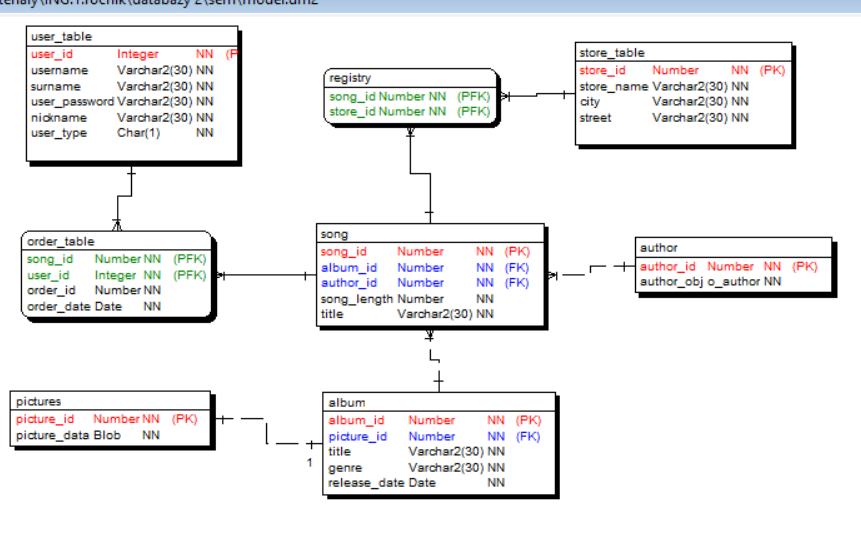 tenaly\ING.1.rocnik\databazy 2\sem\model.dm2
user_table
user_id Integer NN (P
username Varchar2(30) NN
surname Varchar2(30) NN
user_password Varchar2(30) NN
nickname Varchar2(30) NN
user_type Char(1) NN
registry
song_id Number NN (PFK)
store_id Number NN (PFK)
store_table
store_id Number NN (PK)
store_name Varchar2(30) NN
city Varchar2(30) NN
street Varchar2(30) NN
order_table
song_id Number NN (PFK)
user_id Integer NN (PFK)
order_id Number NN
order_date Date NN
song
song_id Number NN (PK)
album_id Number NN (FK)
author_id Number NN (FK)
song_length Number NN
title Varchar2(30) NN
author
author_id Number NN (PK)
author_obj o_author NN
pictures
picture_id Number NN (PK)
picture_data Blob NN
1
album
album_id Number NN (PK)
picture_id Number NN (FK)
title Varchar2(30) NN
genre Varchar2(30) NN
release_date Date NN